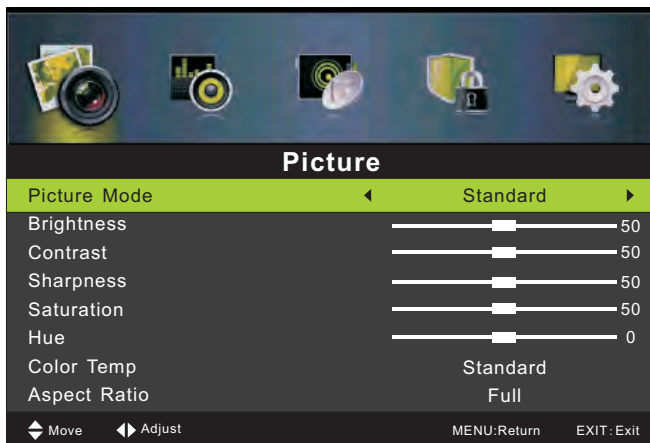 Picture
Picture Mode Standard
Brightness 50
Contrast 50
Sharpness 50
Saturation 50
Hue 0
Color Temp Standard
Aspect Ratio Full
Move Adjust MENU:Return EXIT:Exit